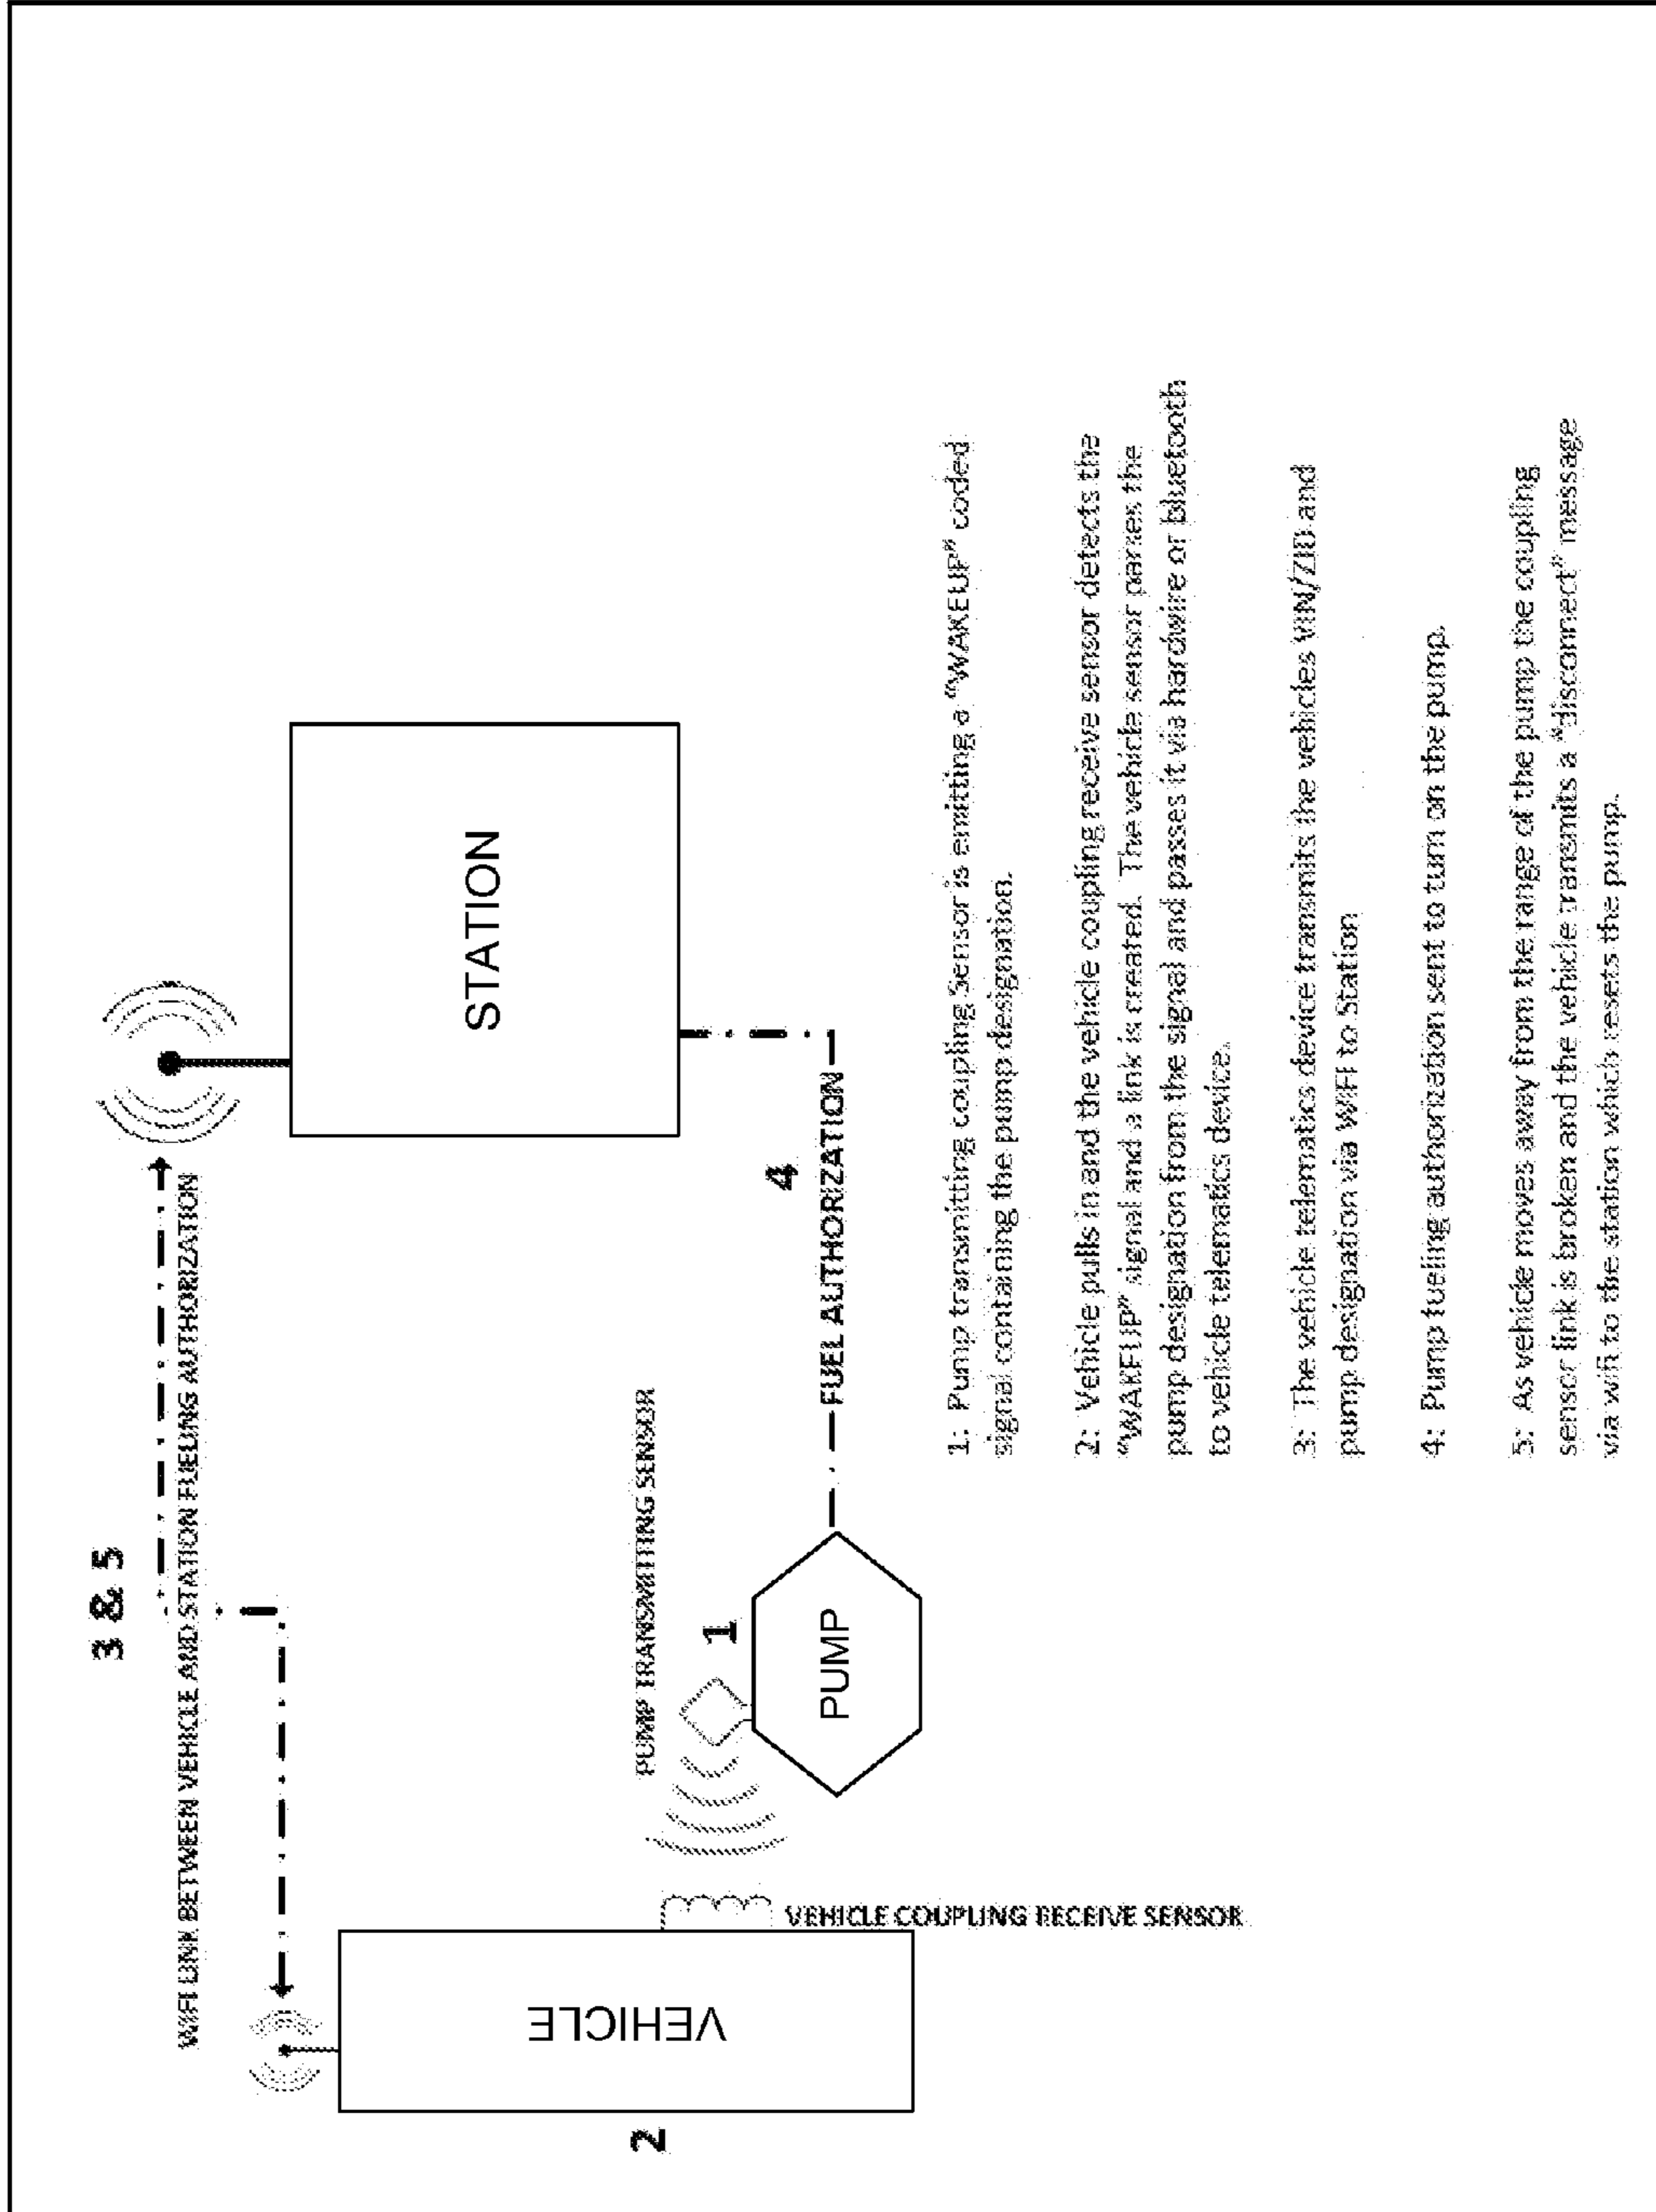 3 & 5
WIFI LINK BETWEEN VEHICLE AND STATION FUELING AUTHORIZATION
STATION
VEHICLE
2
VEHICLE COUPLING RECEIVE SENSOR
PUMP TRANSMITTING SENSOR
1
PUMP
4
FUEL AUTHORIZATION
1: Pump transmitting coupling Sensor is emitting a "WAKEUP" coded
signal containing the pump designation.
2: Vehicle pulls in and the vehicle coupling receive sensor detects the
"WAKEUP" signal and a link is created. The vehicle sensor parses the
pump designation from the signal and passes it via hardwire or bluetooth
to vehicle telematics device.
3: The vehicle telematics device transmits the vehicles VIN/ZID and
pump designation via WIFI to Station
4: Pump fueling authorization sent to turn on the pump.
5: As vehicle moves away from the range of the pump the coupling
sensor link is broken and the vehicle transmits a "disconnect" message
via wifi to the station which resets the pump.